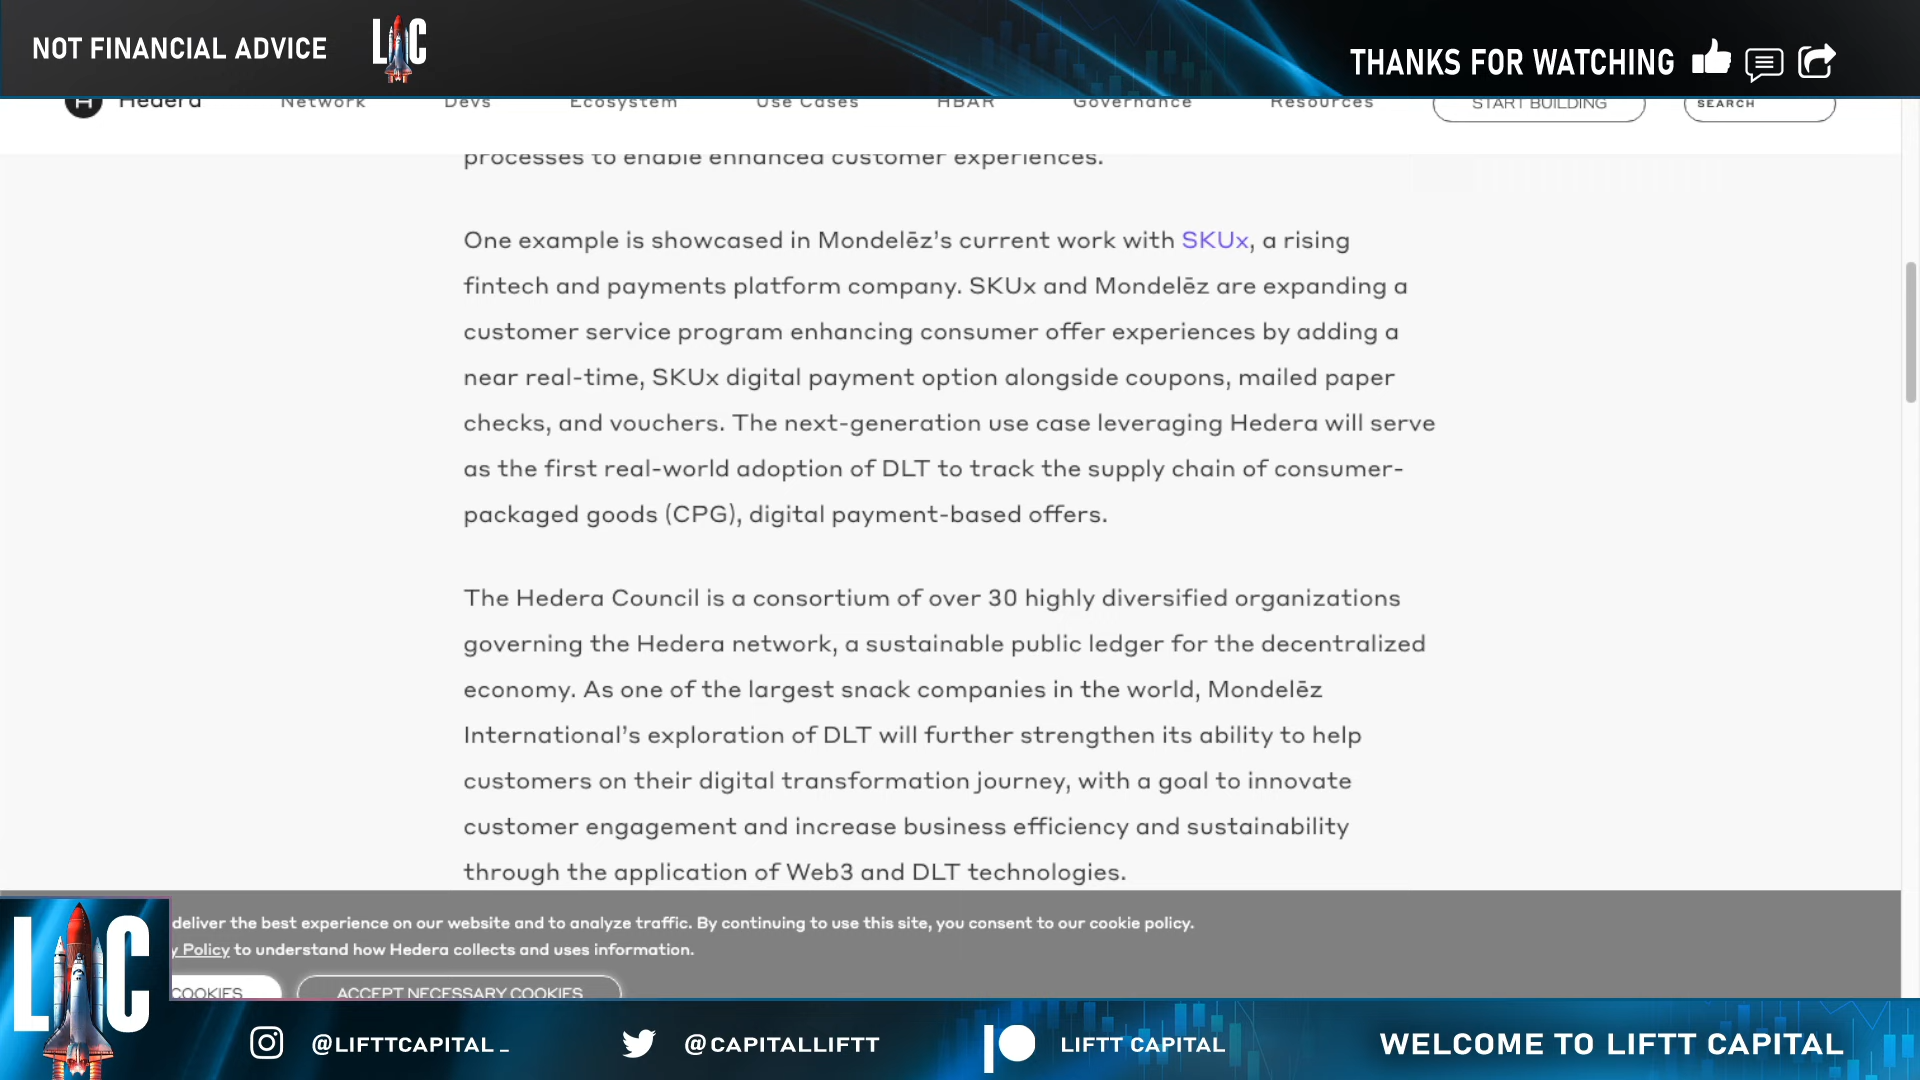 NOT FINANCIAL ADVICE
LC
THANKS FOR WATCHING
H Hedera Network Devs Ecosystem Use Cases HBAR Governance Resources START BUILDING SEARCH
processes to enable enhanced customer experiences.
One example is showcased in Mondelēz’s current work with SKUx, a rising
fintech and payments platform company. SKUx and Mondelēz are expanding a
customer service program enhancing consumer offer experiences by adding a
near real-time, SKUx digital payment option alongside coupons, mailed paper
checks, and vouchers. The next-generation use case leveraging Hedera will serve
as the first real-world adoption of DLT to track the supply chain of consumer-
packaged goods (CPG), digital payment-based offers.
The Hedera Council is a consortium of over 30 highly diversified organizations
governing the Hedera network, a sustainable public ledger for the decentralized
economy. As one of the largest snack companies in the world, Mondelēz
International’s exploration of DLT will further strengthen its ability to help
customers on their digital transformation journey, with a goal to innovate
customer engagement and increase business efficiency and sustainability
through the application of Web3 and DLT technologies.
deliver the best experience on our website and to analyze traffic. By continuing to use this site, you consent to our cookie policy.
y Policy to understand how Hedera collects and uses information.
COOKIES ACCEPT NECESSARY COOKIES
LC
@LIFTTCAPITAL_ @CAPITALLIFTT LIFTT CAPITAL WELCOME TO LIFTT CAPITAL